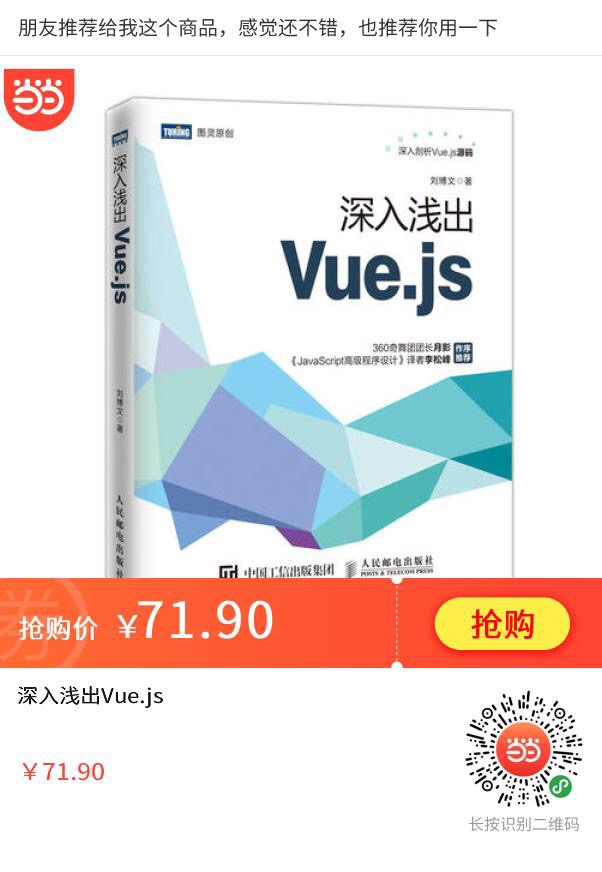 朋友推荐给我这个商品，感觉还不错，也推荐你用一下
当当
TURING 图灵原创
深入剖析Vue.js源码
刘博文◎著
深入浅出
Vue.js
360奇舞团团长月影
《JavaScript高级程序设计》译者李松峰
作序
推荐
深入浅出 Vue.js
刘博文◎著
人民邮电出版社
中国工信出版集团
人民邮电出版社
POSTS & TELECOM PRESS
券
抢购价 ¥71.90
抢购
深入浅出Vue.js
￥71.90
当当
长按识别二维码